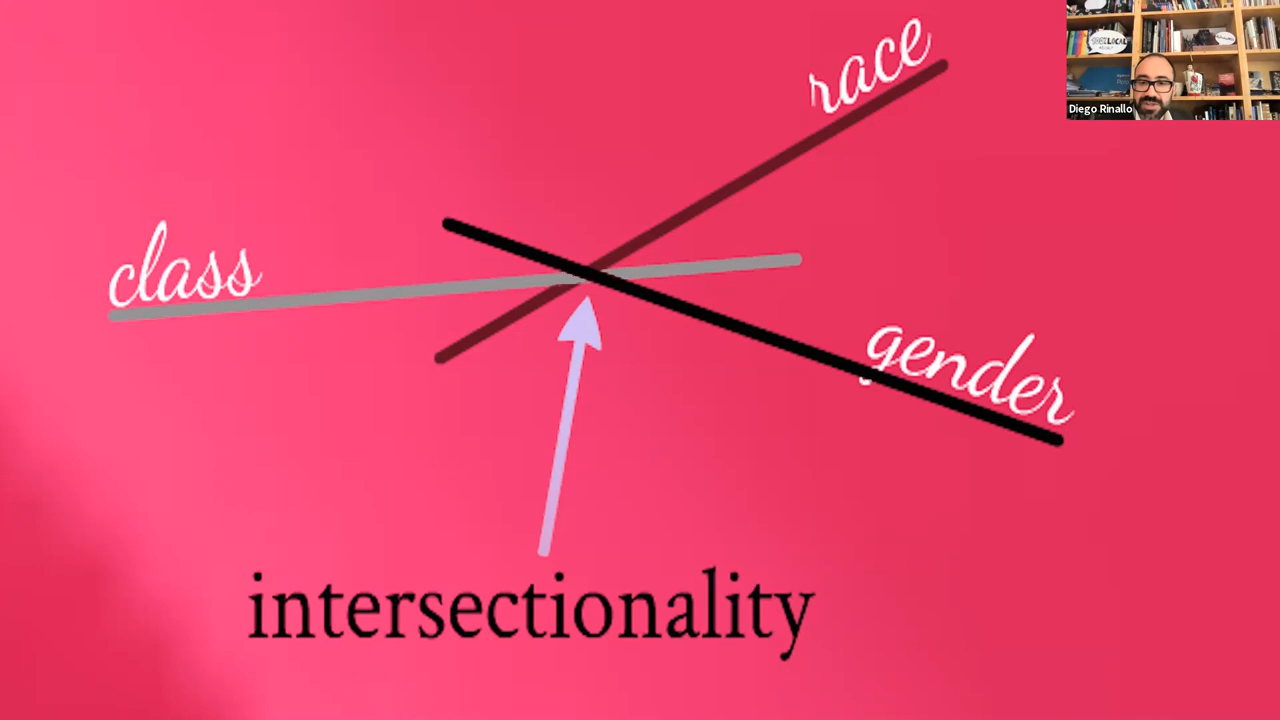 race
Diego Rinallo
class
gender
intersectionality